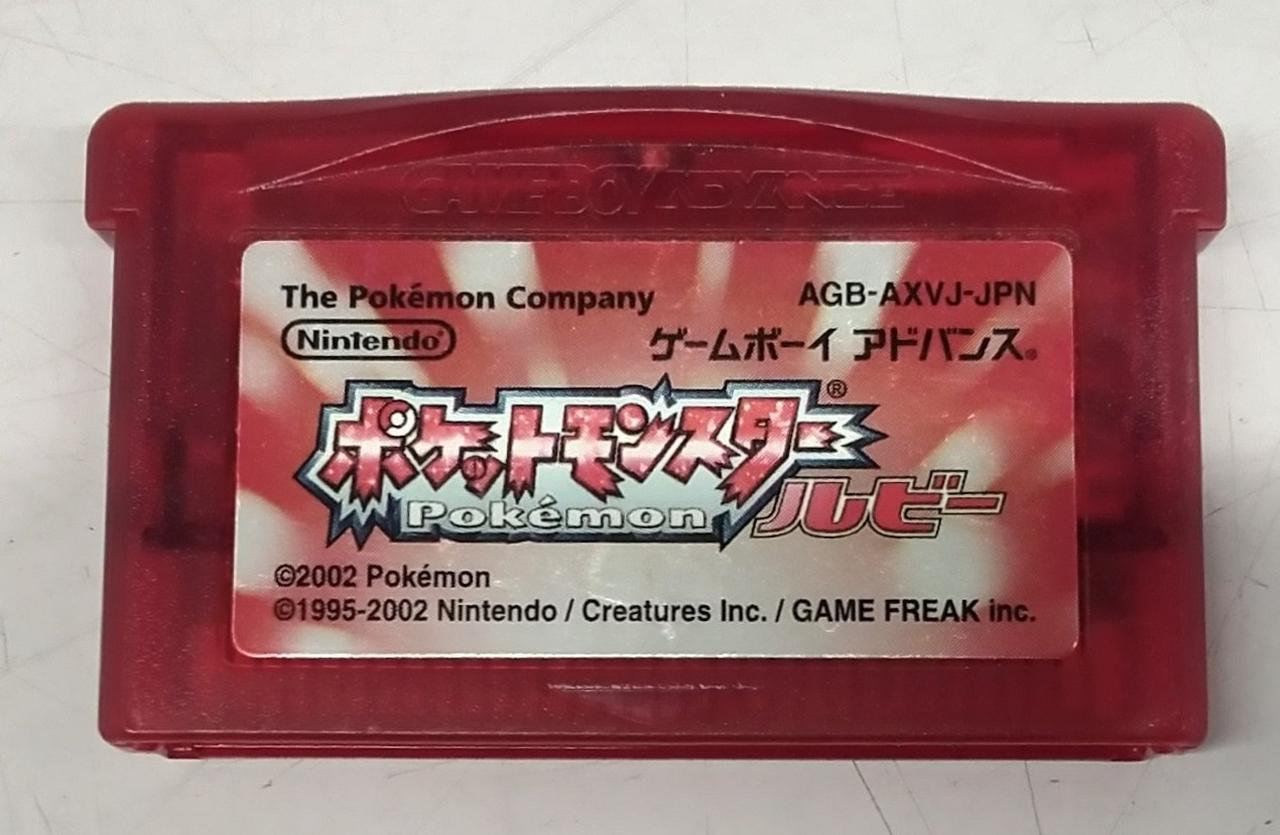 GAME BOY ADVANCE
The Pokémon Company AGB-AXVJ-JPN
Nintendo® ゲームボーイ アドバンス®
ポケットモンスター®
Pokémon ルビー
©2002 Pokémon
©1995-2002 Nintendo / Creatures Inc. / GAME FREAK inc.